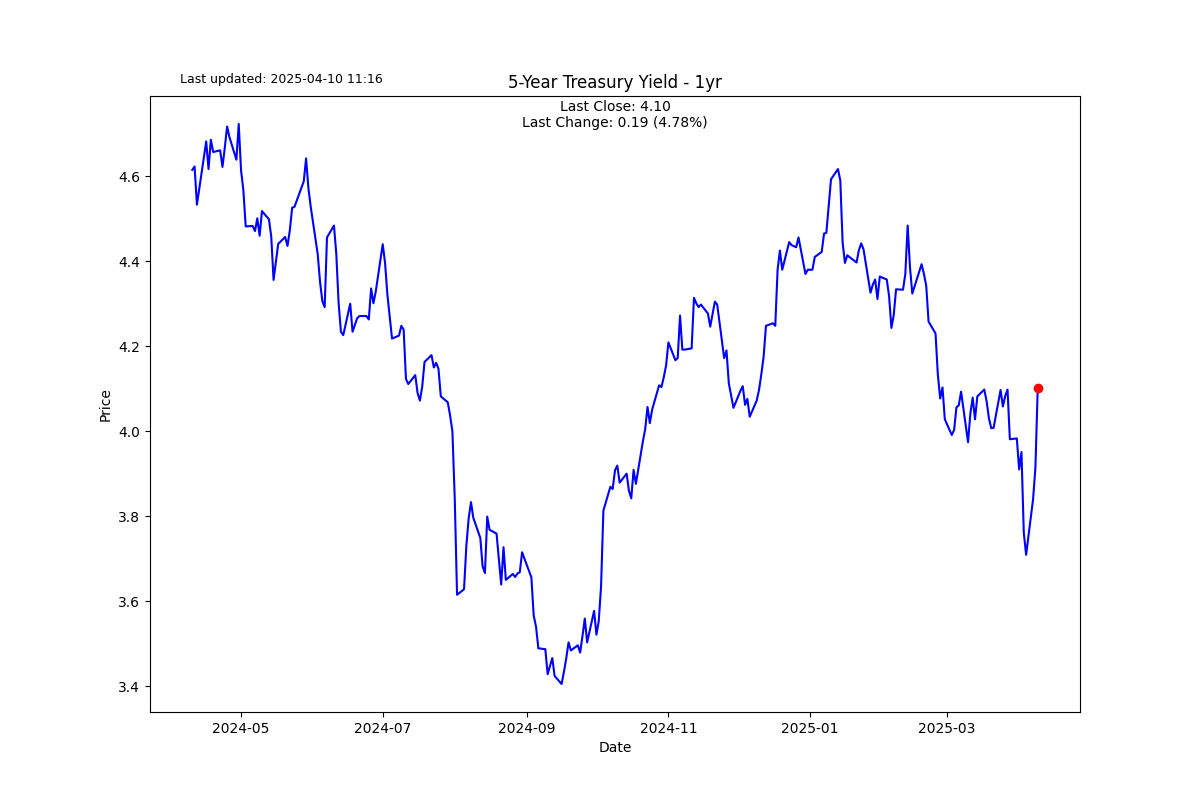 Last updated: 2025-04-10 11:16
5-Year Treasury Yield - 1yr
Last Close: 4.10
Last Change: 0.19 (4.78%)
Price
4.6
4.4
4.2
4.0
3.8
3.6
3.4
2024-05
2024-07
2024-09
2024-11
2025-01
2025-03
Date